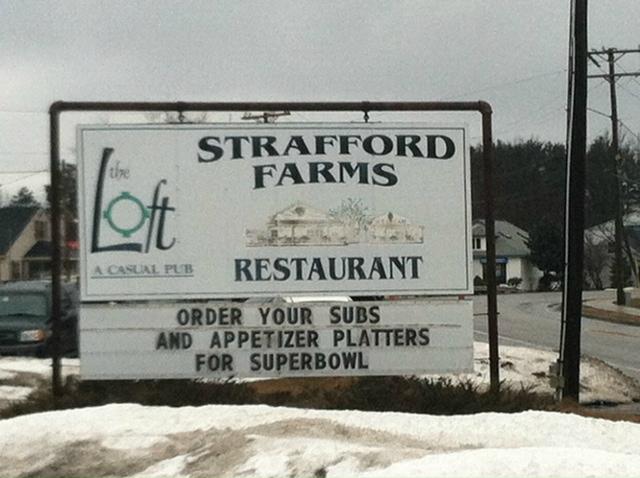 the
Loft
A CASUAL PUB
STRAFFORD
FARMS
RESTAURANT
ORDER YOUR SUBS
AND APPETIZER PLATTERS
FOR SUPERBOWL